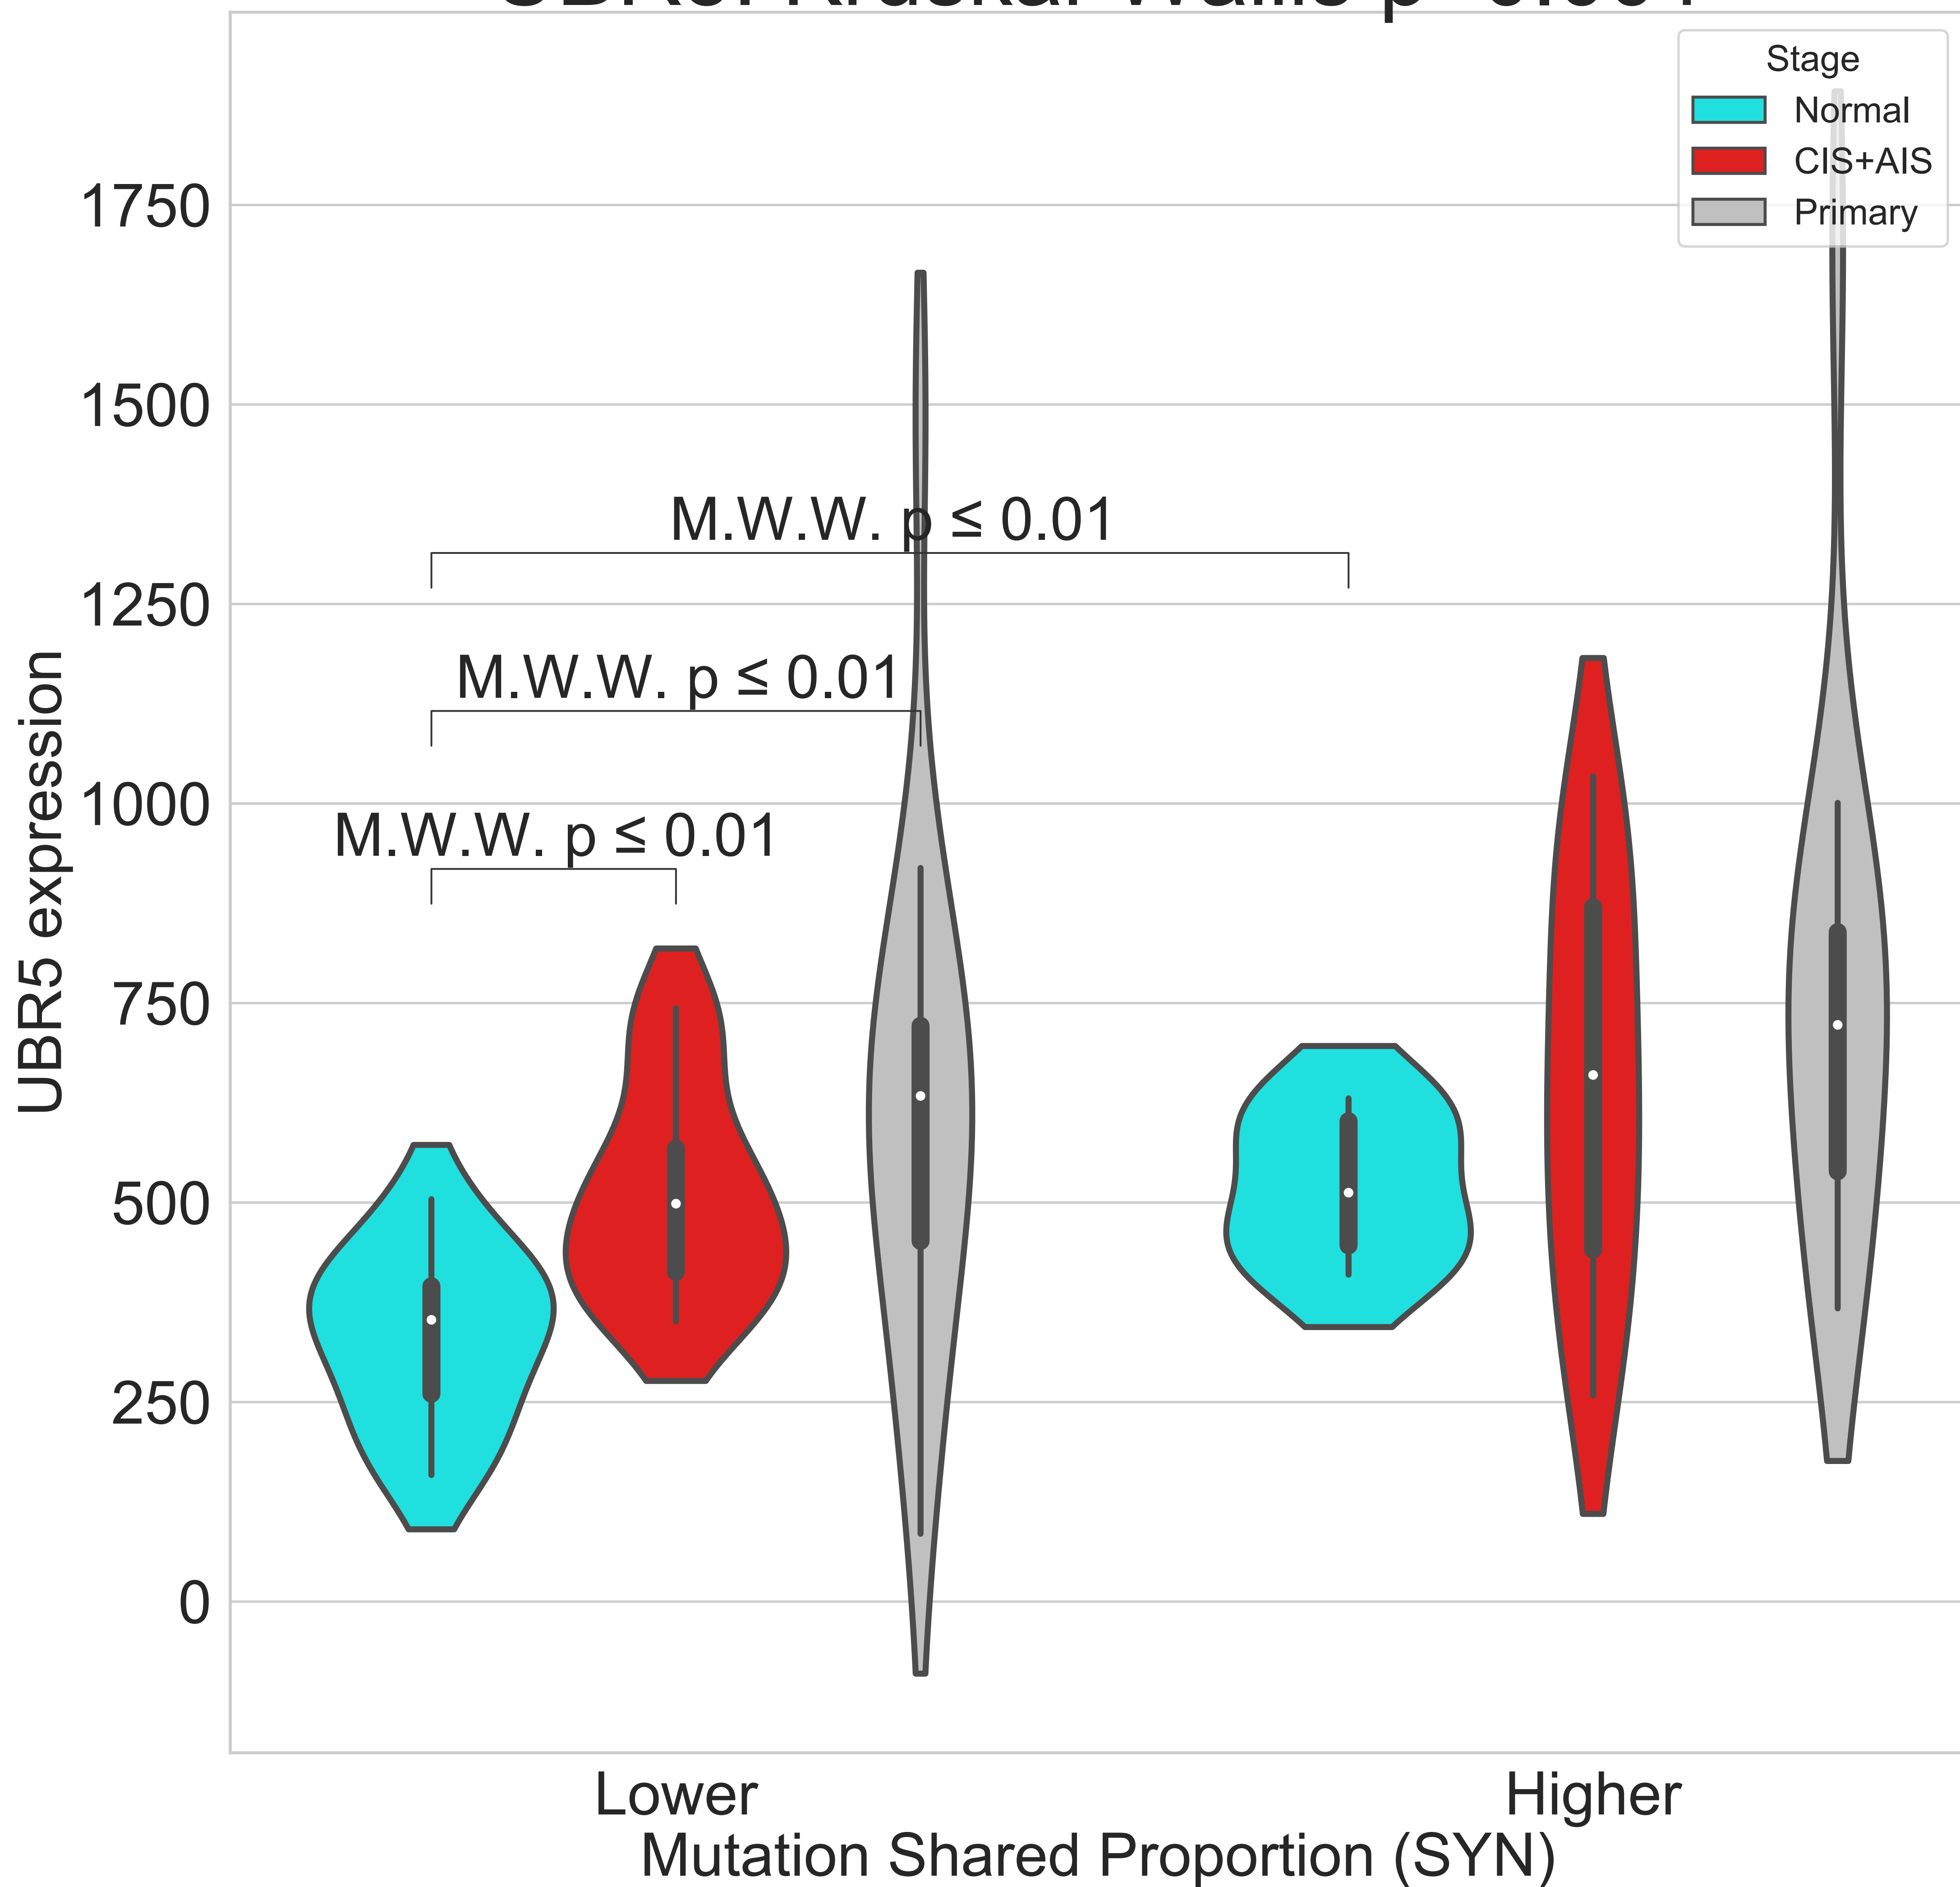 Stage
Normal
CIS+AIS
Primary
1750
1500
1250
1000
750
500
250
0
UBR5 expression
M.W.W. p ≤ 0.01
M.W.W. p ≤ 0.01
M.W.W. p ≤ 0.01
Lower
Higher
Mutation Shared Proportion (SYN)